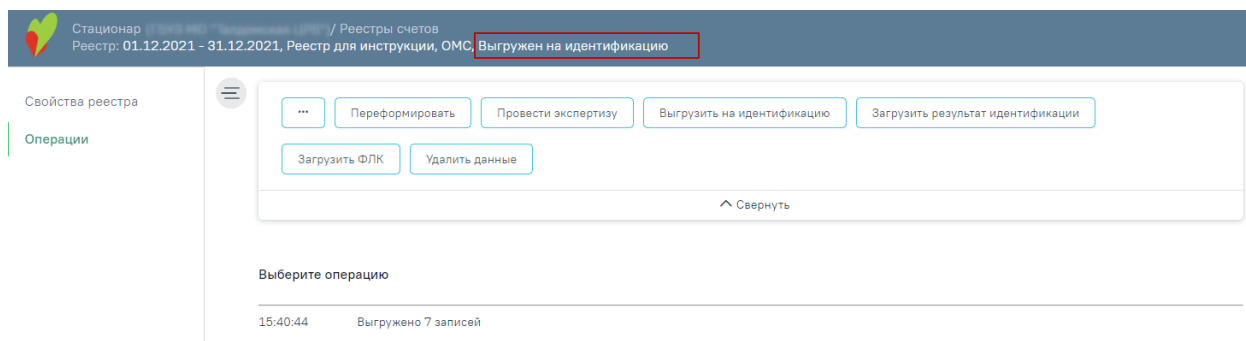 Стационар / Реестры счетов
Реестр: 01.12.2021 - 31.12.2021, Реестр для инструкции, ОМС, Выгружен на идентификацию
Свойства реестра
Операции
... Переформировать Провести экспертизу Выгрузить на идентификацию Загрузить результат идентификации
Загрузить ФЛК Удалить данные
Свернуть
Выберите операцию
15:40:44 Выгружено 7 записей